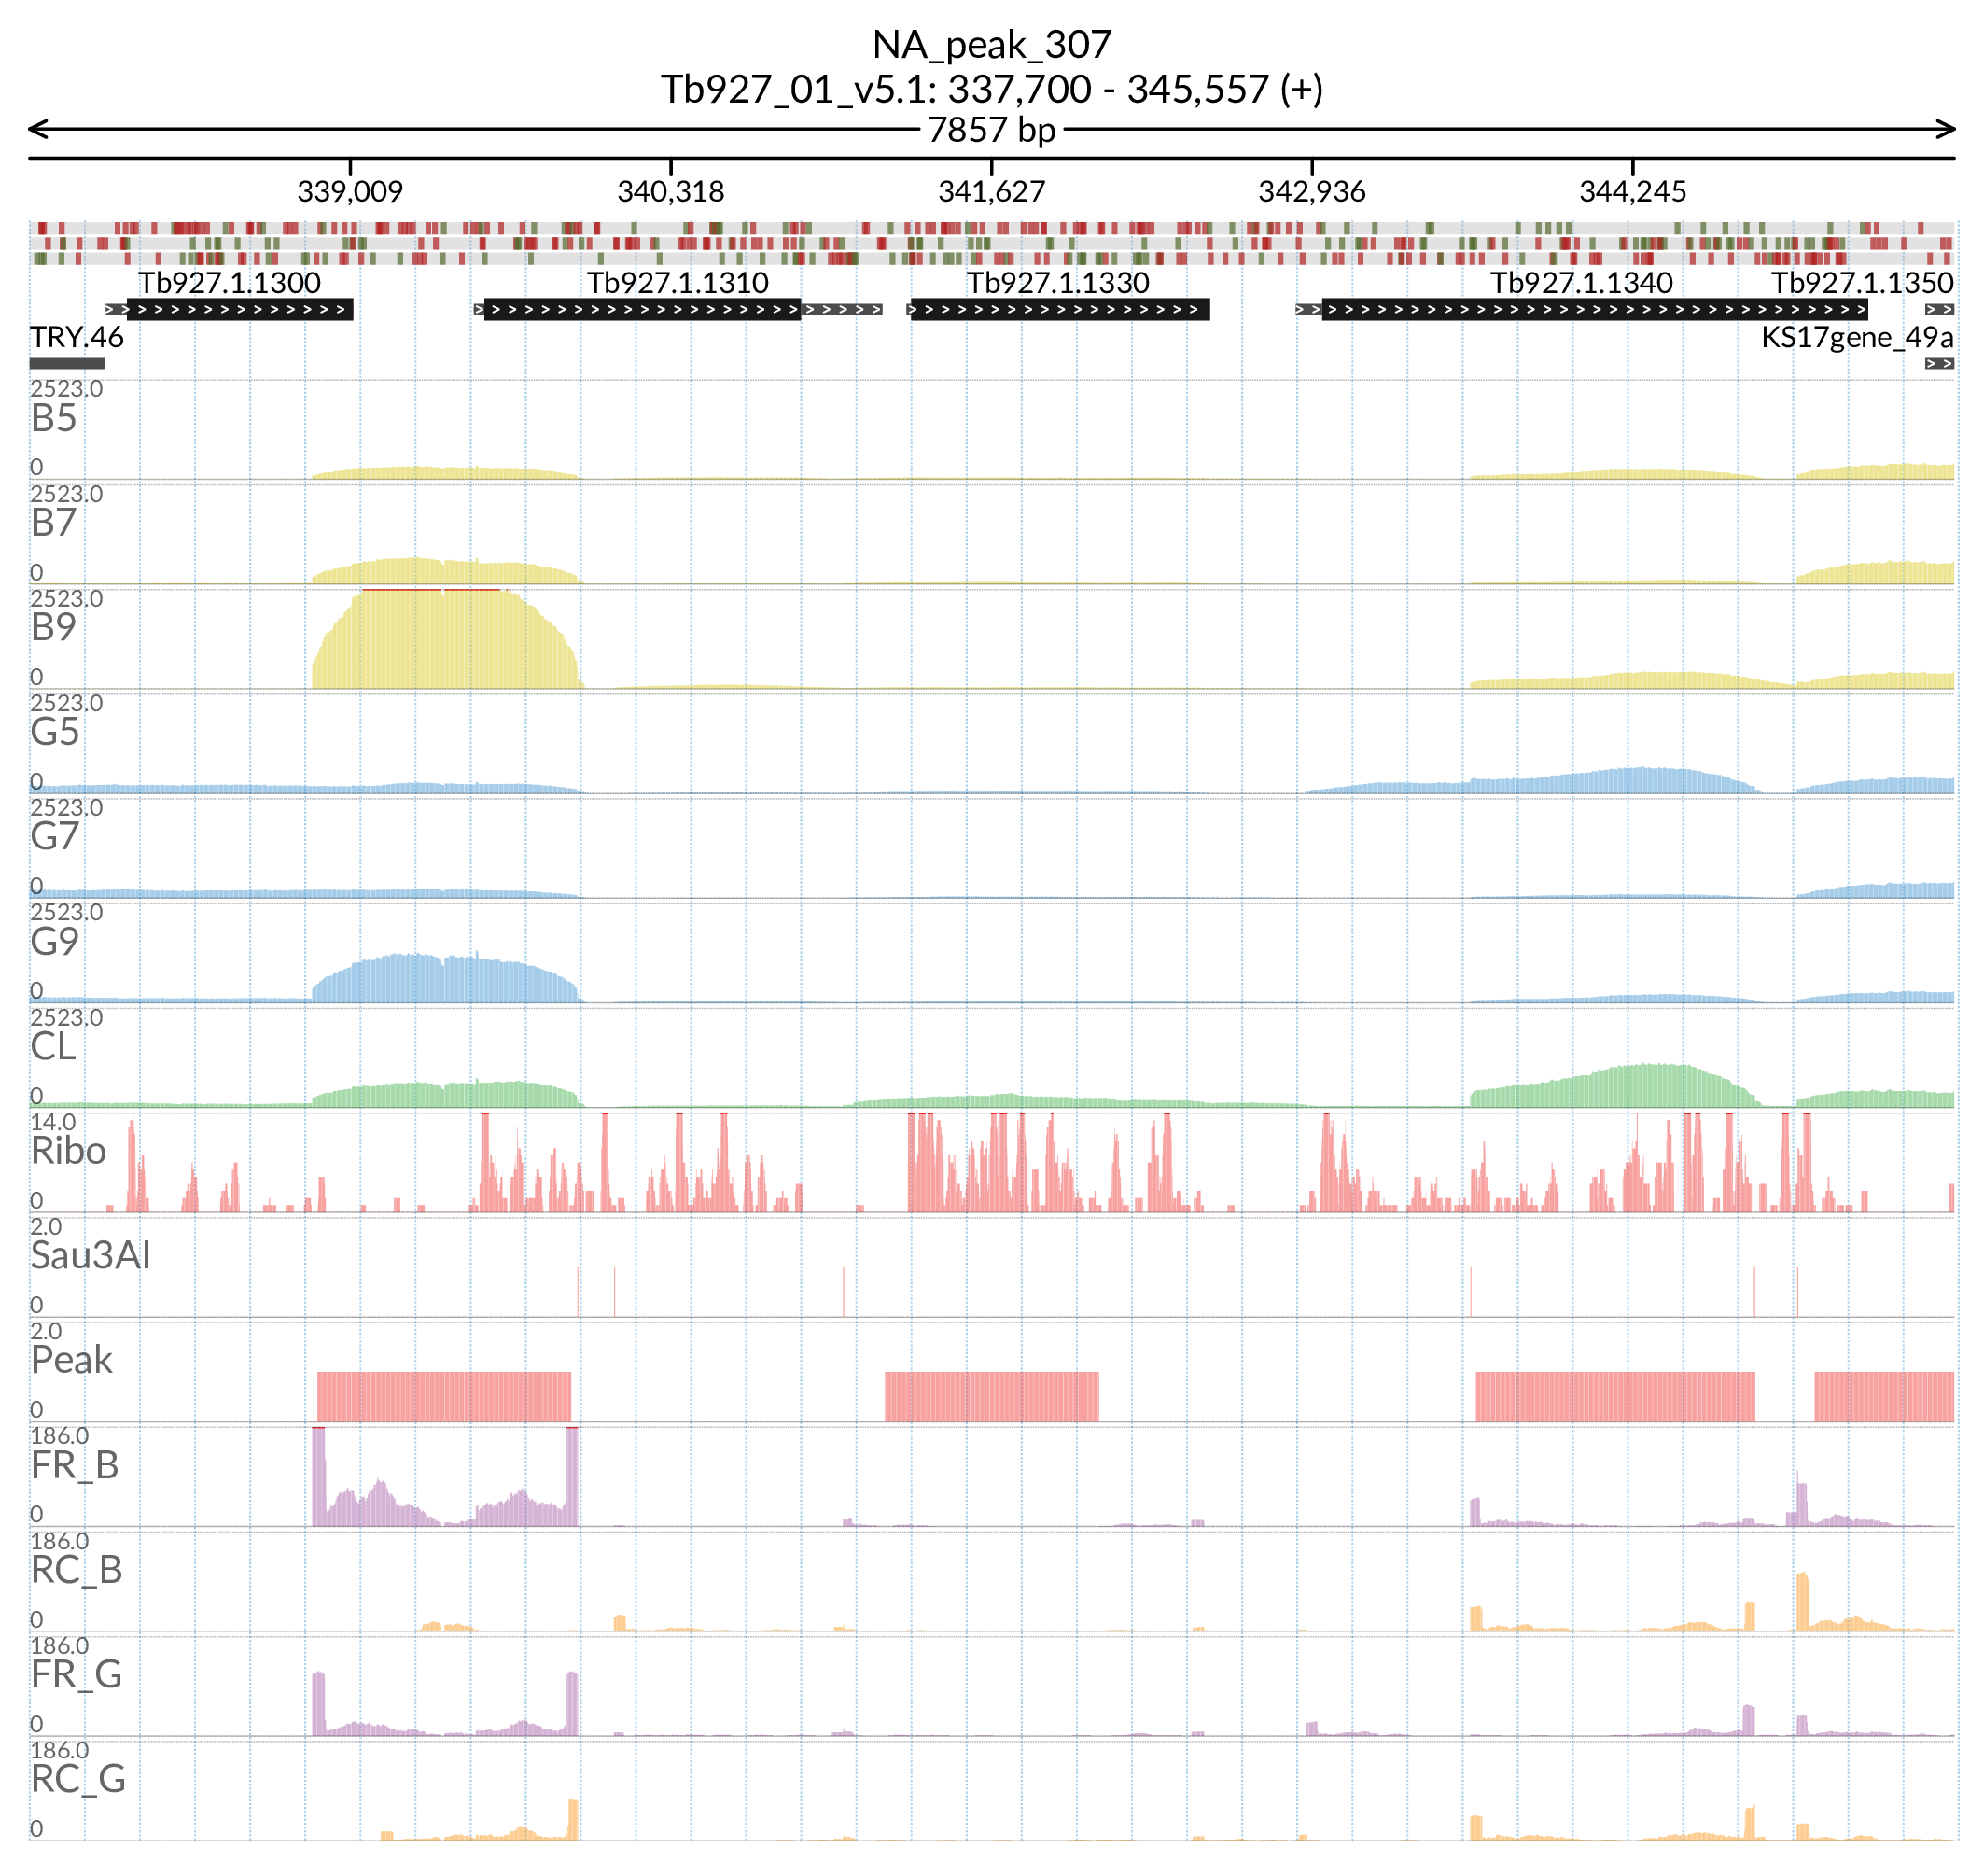 NA_peak_307
Tb927_01_v5.1: 337,700 - 345,557 (+)
7857 bp
339,009 340,318 341,627 342,936 344,245
Tb927.1.1300 Tb927.1.1310 Tb927.1.1330 Tb927.1.1340 Tb927.1.1350
TRY.46 KS17gene_49a
2523.0
B5
0
2523.0
B7
0
2523.0
B9
0
2523.0
G5
0
2523.0
G7
0
2523.0
G9
0
2523.0
CL
0
14.0
Ribo
0
2.0
Sau3AI
0
2.0
Peak
0
186.0
FR_B
0
186.0
RC_B
0
186.0
FR_G
0
186.0
RC_G
0